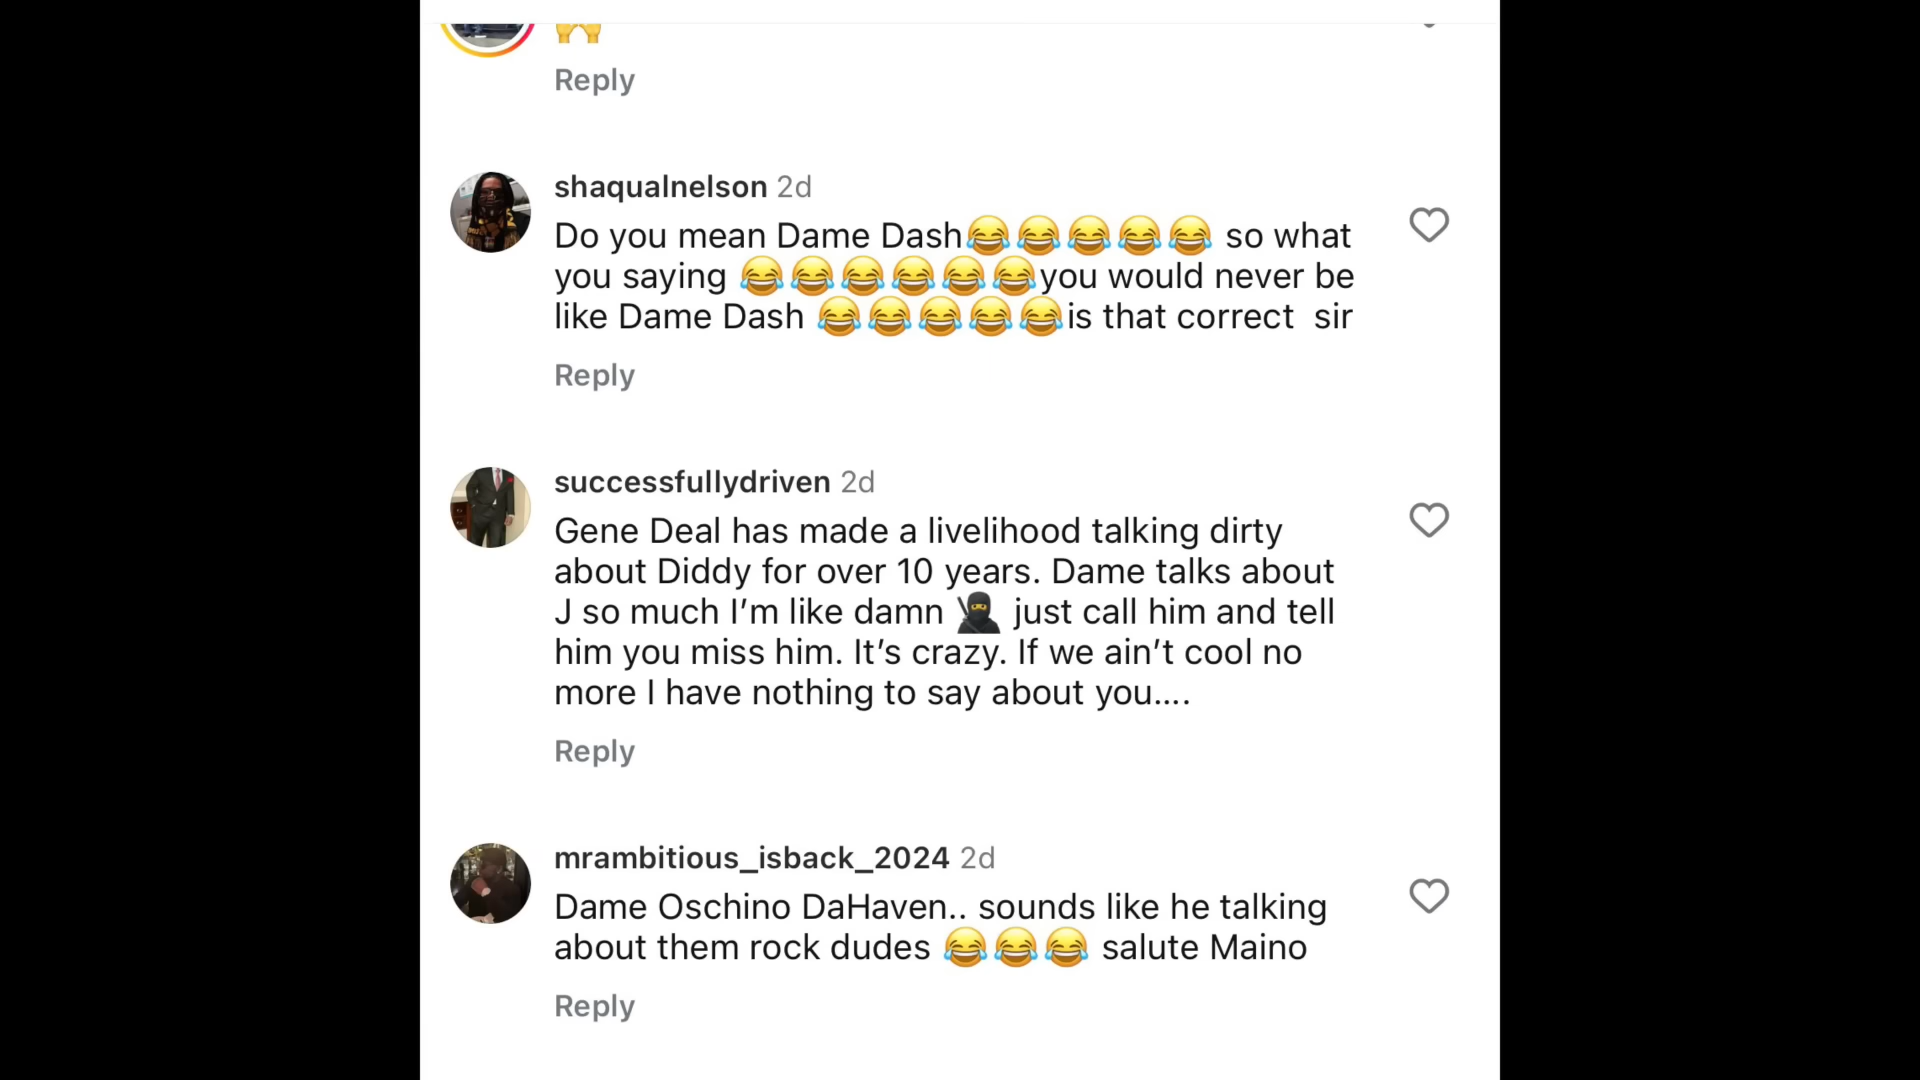 🙌
Reply
shaqualnelson 2d
Do you mean Dame Dash😂😂😂😂😂 so what
you saying 😂😂😂😂😂😂you would never be
like Dame Dash 😂😂😂😂😂is that correct  sir
Reply
successfullydriven 2d
Gene Deal has made a livelihood talking dirty
about Diddy for over 10 years. Dame talks about
J so much I’m like damn 🥷🏿 just call him and tell
him you miss him. It’s crazy. If we ain’t cool no
more I have nothing to say about you....
Reply
mrambitious_isback_2024 2d
Dame Oschino DaHaven.. sounds like he talking
about them rock dudes 😂😂😂 salute Maino
Reply